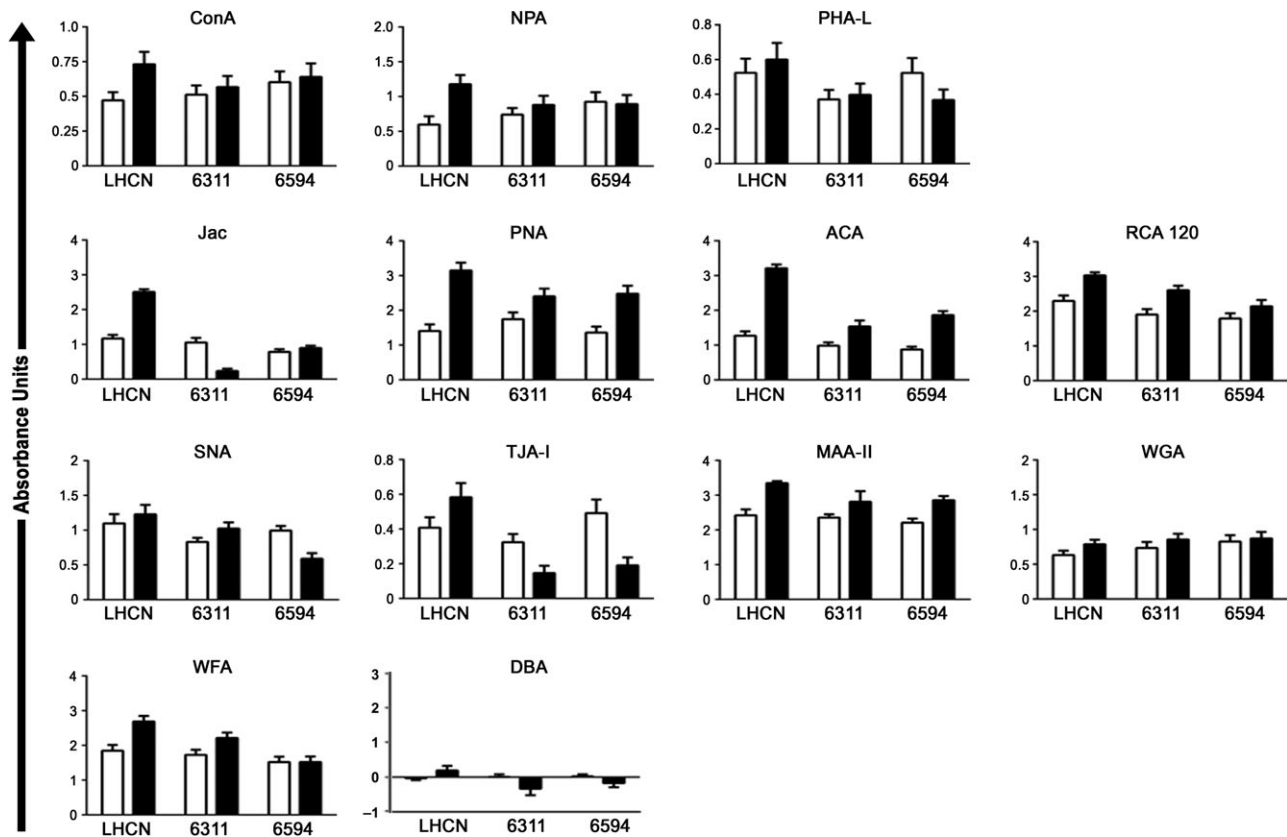 Absorbance Units
ConA
1.0
0.75
0.5
0.25
0
LHCN 6311 6594
NPA
2.0
1.5
1.0
0.5
0
LHCN 6311 6594
PHA-L
0.8
0.6
0.4
0.2
0
LHCN 6311 6594
Jac
4
3
2
1
0
LHCN 6311 6594
PNA
4
3
2
1
0
LHCN 6311 6594
ACA
4
3
2
1
0
LHCN 6311 6594
RCA 120
4
3
2
1
0
LHCN 6311 6594
SNA
2
1.5
1
0.5
0
LHCN 6311 6594
TJA-I
0.8
0.6
0.4
0.2
0
LHCN 6311 6594
MAA-II
4
3
2
1
0
LHCN 6311 6594
WGA
2
1.5
1
0.5
0
LHCN 6311 6594
WFA
4
3
2
1
0
LHCN 6311 6594
DBA
3
2
1
0
–1
LHCN 6311 6594